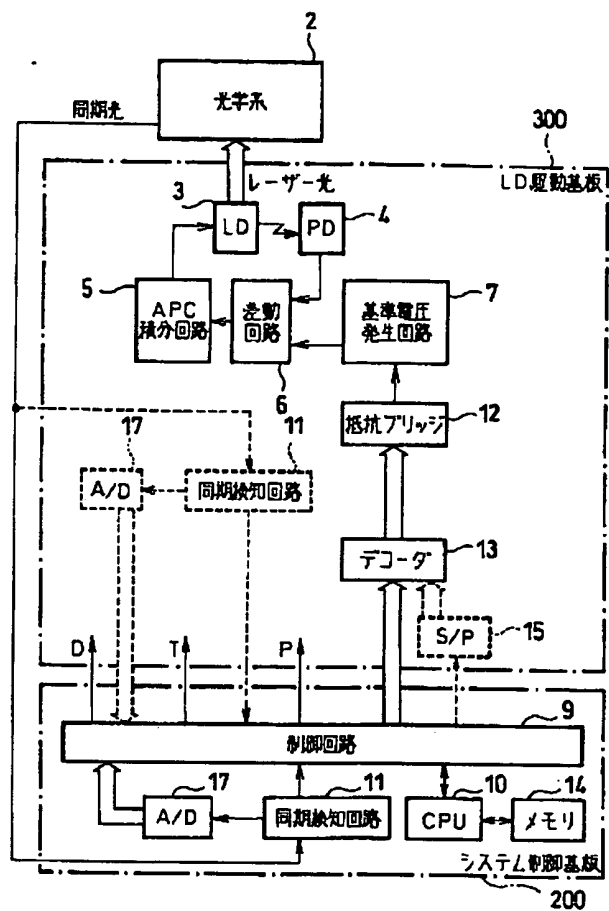 2
光学系
同期光
300
LD駆動基板
レーザー光
3
LD
4
PD
5
APC
積分回路
差動
回路
6
7
基準電圧
発生回路
12
抵抗ブリッジ
17
A/D
11
同期検知回路
13
デコーダ
15
S/P
D
T
P
9
制御回路
17
A/D
11
同期検知回路
10
CPU
14
メモリ
システム制御基板
200